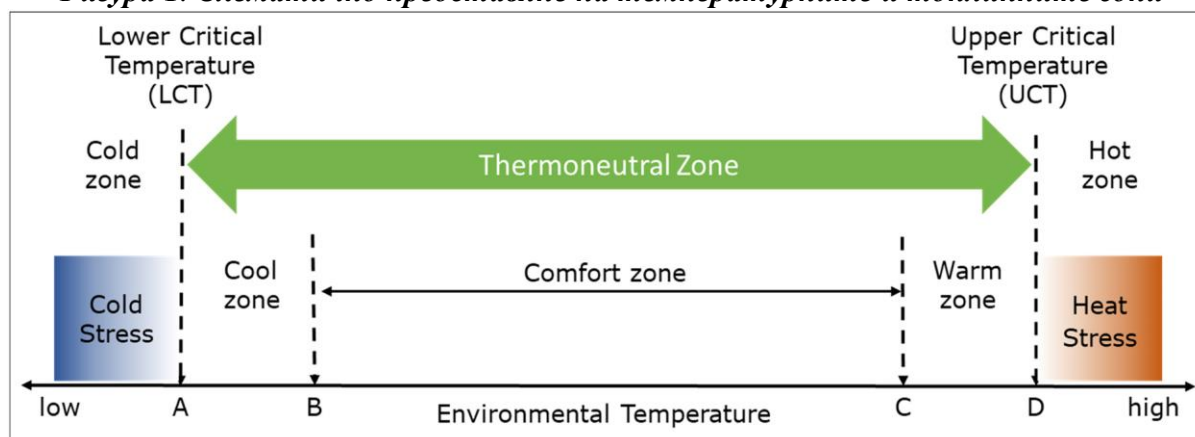 Lower Critical
Temperature
(LCT)
Upper Critical
Temperature
(UCT)
Cold
zone
Thermoneutral Zone
Hot
zone
Cold
Stress
Cool
zone
Comfort zone
Warm
zone
Heat
Stress
low
A
B
Environmental Temperature
C
D
high